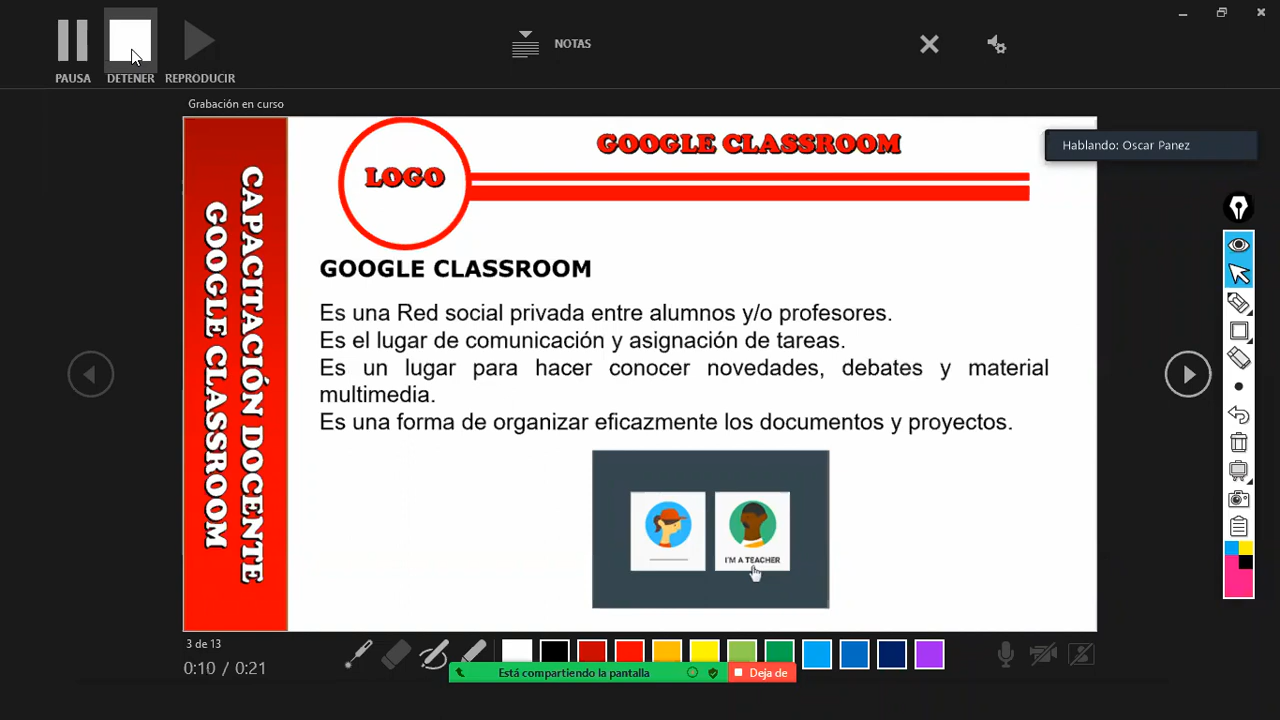 PAUSA
DETENER
REPRODUCIR
NOTAS
Grabación en curso
CAPACITACIÓN DOCENTE
GOOGLE CLASSROOM
LOGO
GOOGLE CLASSROOM
Hablando: Oscar Panez
GOOGLE CLASSROOM
Es una Red social privada entre alumnos y/o profesores.
Es el lugar de comunicación y asignación de tareas.
Es un lugar para hacer conocer novedades, debates y material
multimedia.
Es una forma de organizar eficazmente los documentos y proyectos.
I'M A TEACHER
3 de 13
0:10 / 0:21
Está compartiendo la pantalla
Deja de